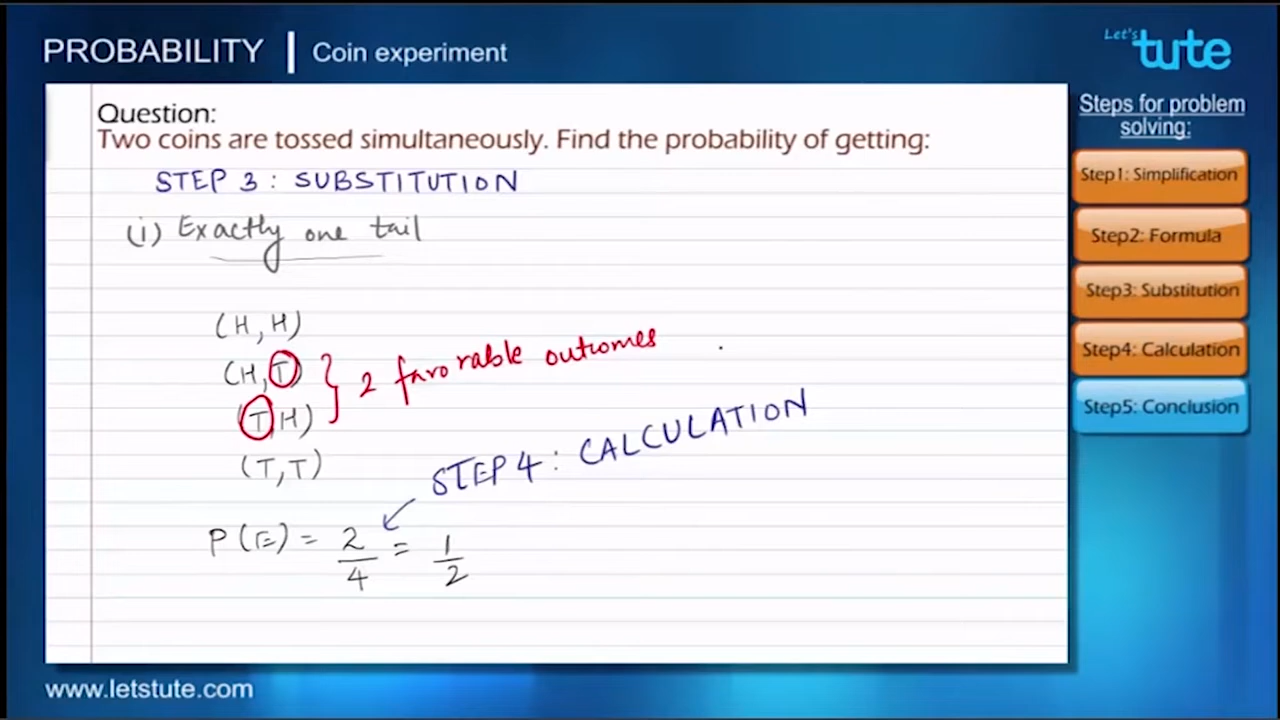 PROBABILITY | Coin experiment
Let's tute
Question:
Two coins are tossed simultaneously. Find the probability of getting:
STEP 3 : SUBSTITUTION
(i) Exactly one tail
(H, H)
(H, T)
(T, H)
(T, T)
} 2 favorable outcomes
STEP 4 : CALCULATION
P(E) = 2/4 = 1/2
Steps for problem
solving:
Step1: Simplification
Step2: Formula
Step3: Substitution
Step4: Calculation
Step5: Conclusion
www.letstute.com